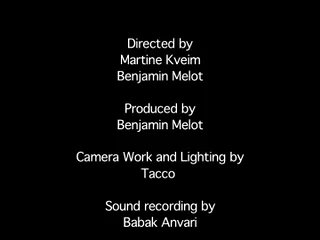 Directed by
Martine Kveim
Benjamin Melot
Produced by
Benjamin Melot
Camera Work and Lighting by
Tacco
Sound recording by
Babak Anvari